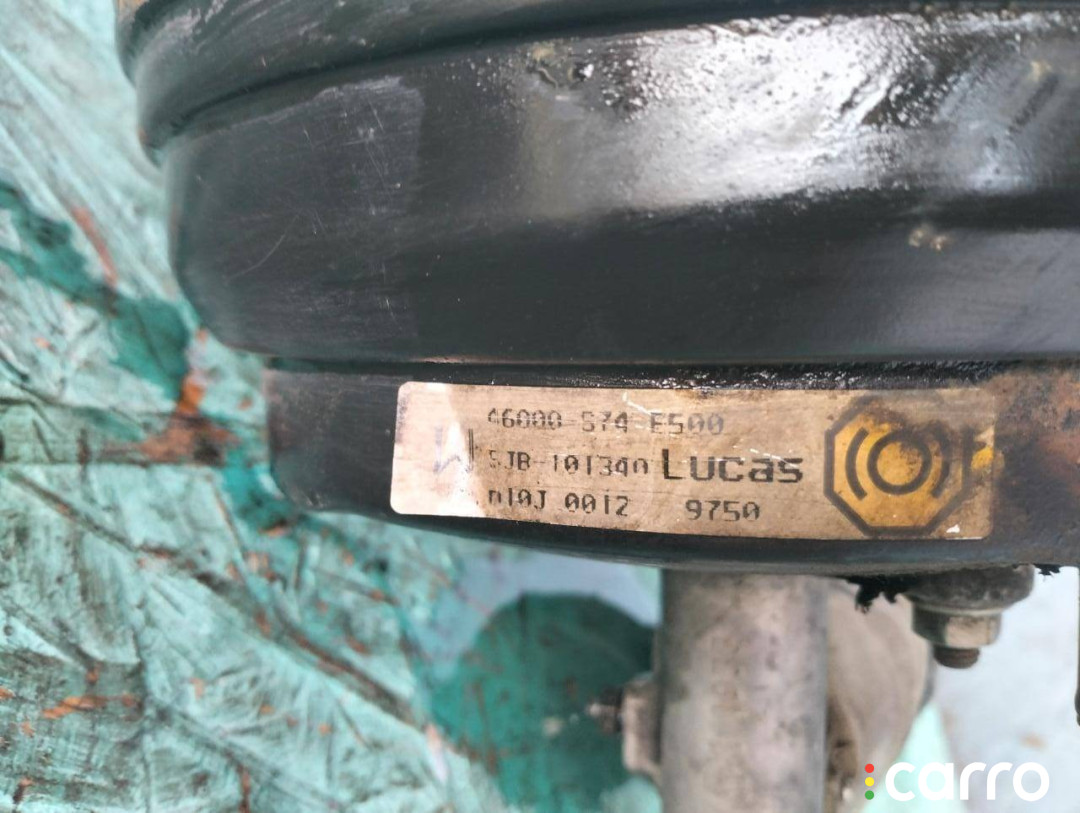 46000 S74 E500
SJB-101340 Lucas
n10J 0012 9750
carro